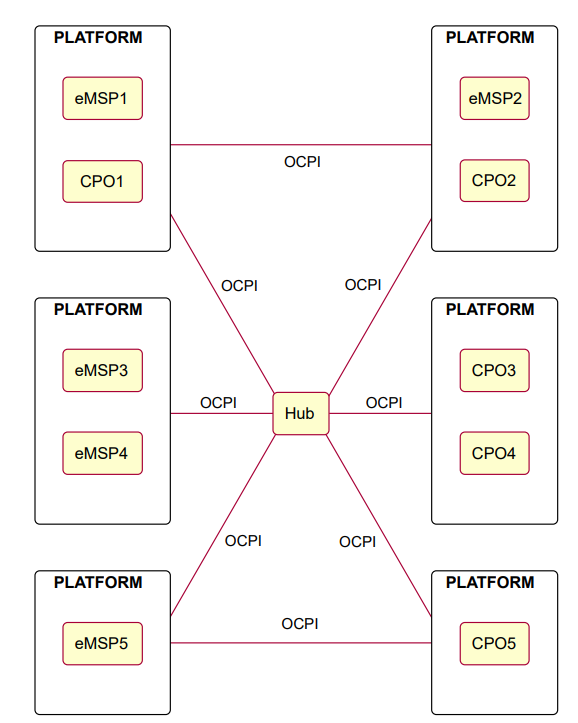 PLATFORM
PLATFORM
eMSP1
eMSP2
OCPI
CPO1
CPO2
OCPI
OCPI
PLATFORM
PLATFORM
eMSP3
CPO3
OCPI
OCPI
Hub
eMSP4
CPO4
OCPI
OCPI
PLATFORM
PLATFORM
OCPI
eMSP5
CPO5